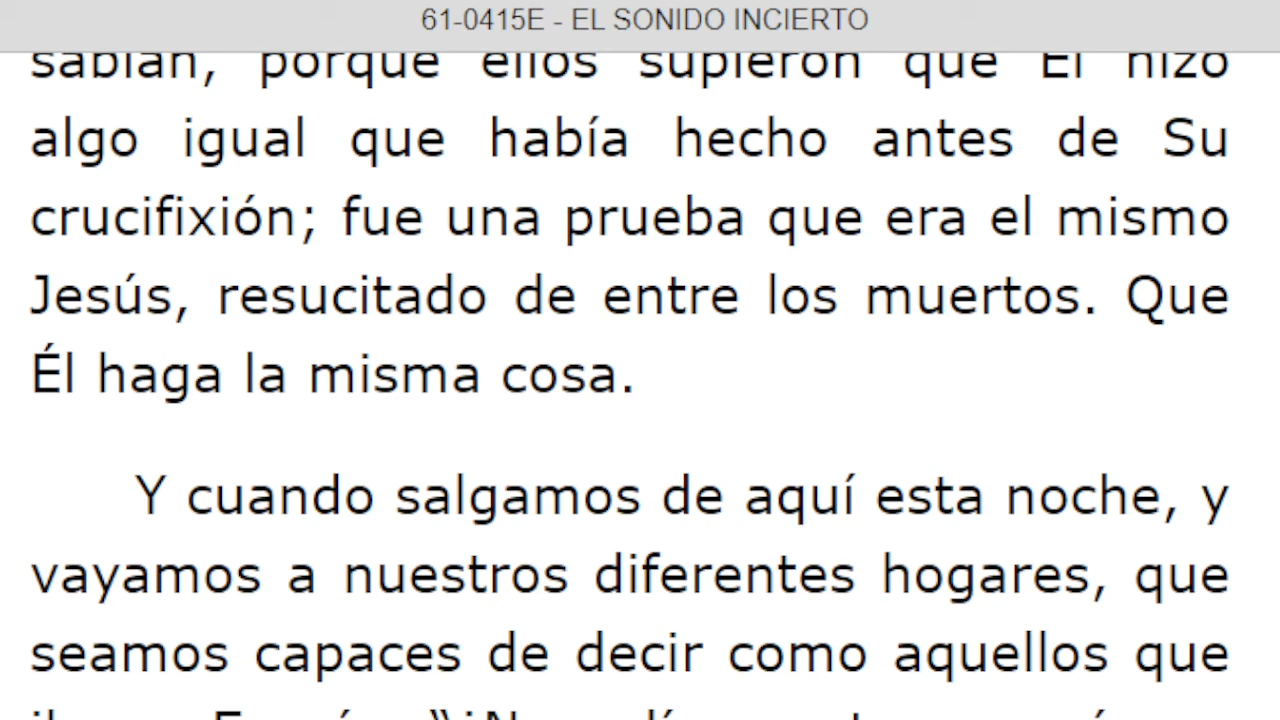 61-0415E - EL SONIDO INCIERTO
sabían, porque ellos supieron que Él hizo
algo igual que había hecho antes de Su
crucifixión; fue una prueba que era el mismo
Jesús, resucitado de entre los muertos. Que
Él haga la misma cosa.
Y cuando salgamos de aquí esta noche, y
vayamos a nuestros diferentes hogares, que
seamos capaces de decir como aquellos que